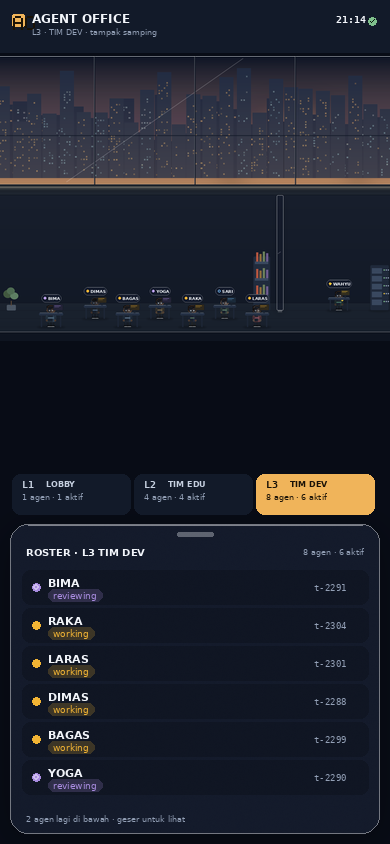 AGENT OFFICE
L3 · TIM DEV · tampak samping
21:14
BIMA
DIMAS
BAGAS
YOGA
RAKA
SARI
LARAS
WAHYU
L1 LOBBY
1 agen · 1 aktif
L2 TIM EDU
4 agen · 4 aktif
L3 TIM DEV
8 agen · 6 aktif
ROSTER · L3 TIM DEV
8 agen · 6 aktif
BIMA
reviewing
t-2291
RAKA
working
t-2304
LARAS
working
t-2301
DIMAS
working
t-2288
BAGAS
working
t-2299
YOGA
reviewing
t-2290
2 agen lagi di bawah · geser untuk lihat